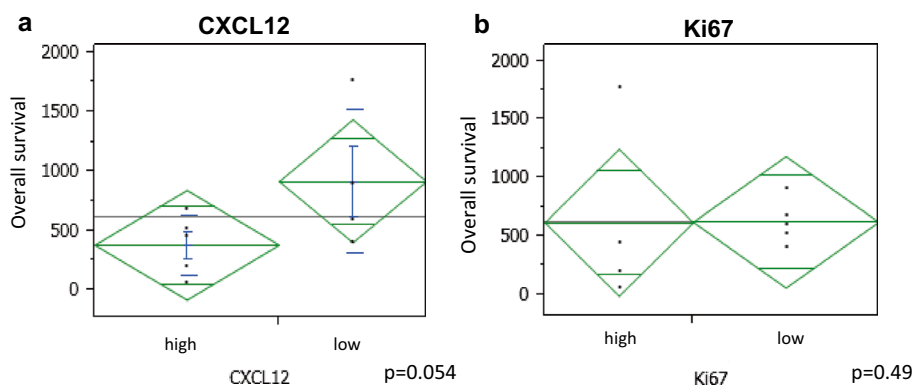 a
CXCL12
Overall survival
2000
1500
1000
500
0
high
low
CXCL12
p=0.054
b
Ki67
Overall survival
2000
1500
1000
500
0
high
low
Ki67
p=0.49